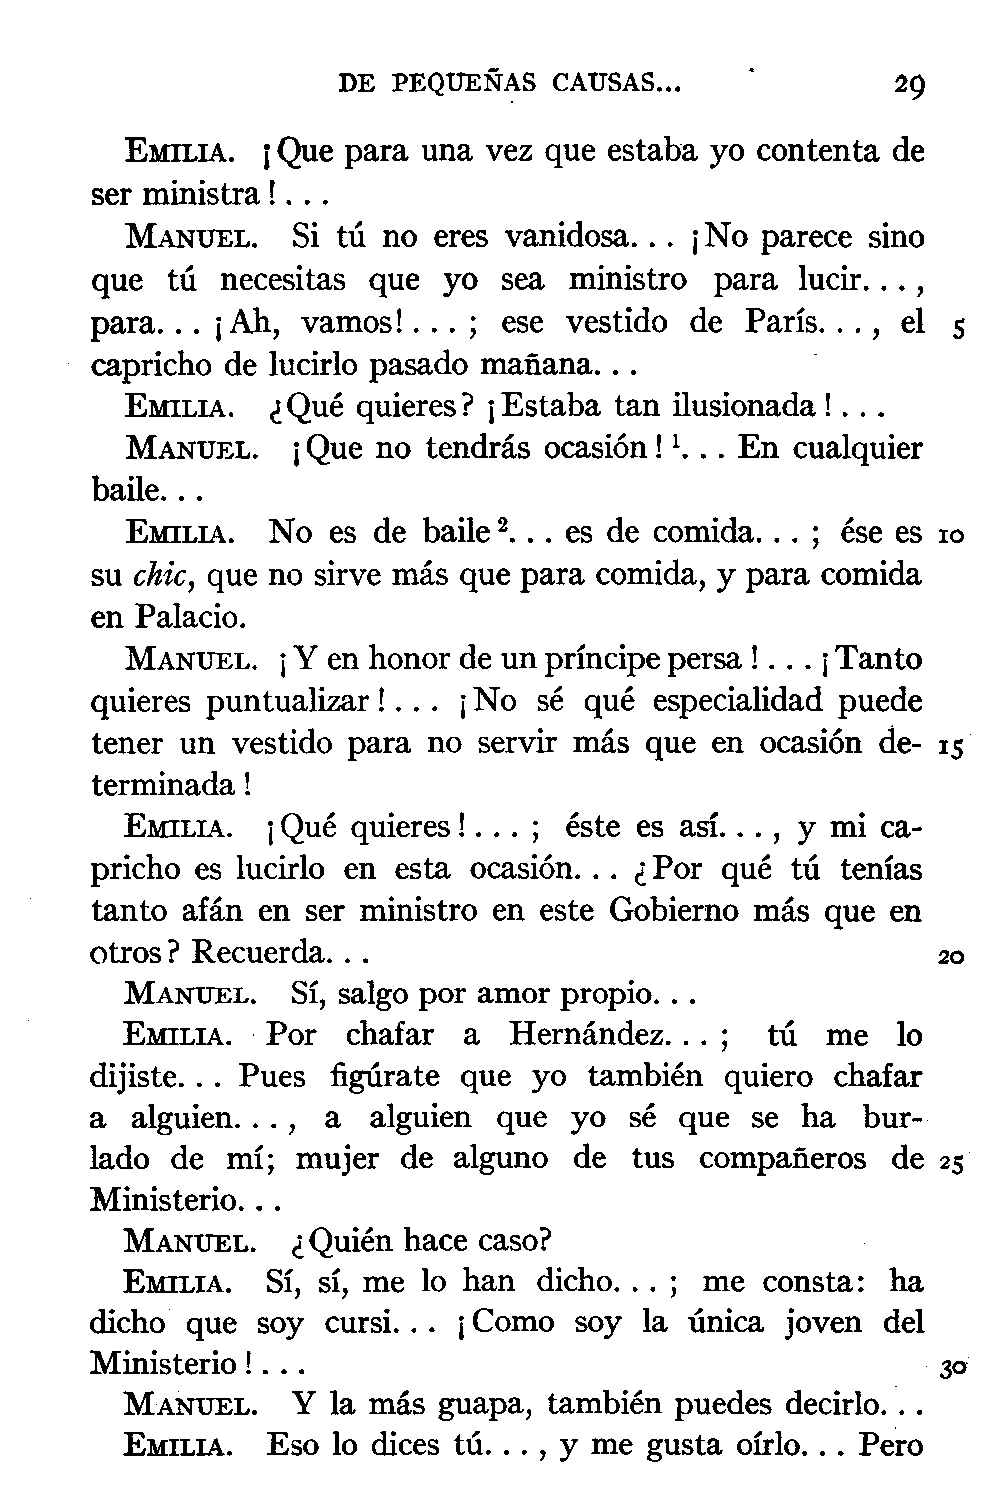 DE PEQUEÑAS CAUSAS... 29
EMILIA. ¡Que para una vez que estaba yo contenta de
ser ministra!...
MANUEL. Si tú no eres vanidosa... ¡No parece sino
que tú necesitas que yo sea ministro para lucir...,
para... ¡Ah, vamos!...; ese vestido de París..., el 5
capricho de lucirlo pasado mañana...
EMILIA. ¿Qué quieres? ¡Estaba tan ilusionada!...
MANUEL. ¡Que no tendrás ocasión! ¹... En cualquier
baile...
EMILIA. No es de baile ²... es de comida...; ése es 10
su chic, que no sirve más que para comida, y para comida
en Palacio.
MANUEL. ¡Y en honor de un príncipe persa!... ¡Tanto
quieres puntualizar!... ¡No sé qué especialidad puede
tener un vestido para no servir más que en ocasión de- 15
terminada!
EMILIA. ¡Qué quieres!...; éste es así..., y mi ca-
pricho es lucirlo en esta ocasión... ¿Por qué tú tenías
tanto afán en ser ministro en este Gobierno más que en
otros? Recuerda... 20
MANUEL. Sí, salgo por amor propio...
EMILIA. Por chafar a Hernández...; tú me lo
dijiste... Pues figúrate que yo también quiero chafar
a alguien..., a alguien que yo sé que se ha bur-
lado de mí; mujer de alguno de tus compañeros de 25
Ministerio...
MANUEL. ¿Quién hace caso?
EMILIA. Sí, sí, me lo han dicho...; me consta: ha
dicho que soy cursi... ¡Como soy la única joven del
Ministerio!... 30
MANUEL. Y la más guapa, también puedes decirlo...
EMILIA. Eso lo dices tú..., y me gusta oírlo... Pero